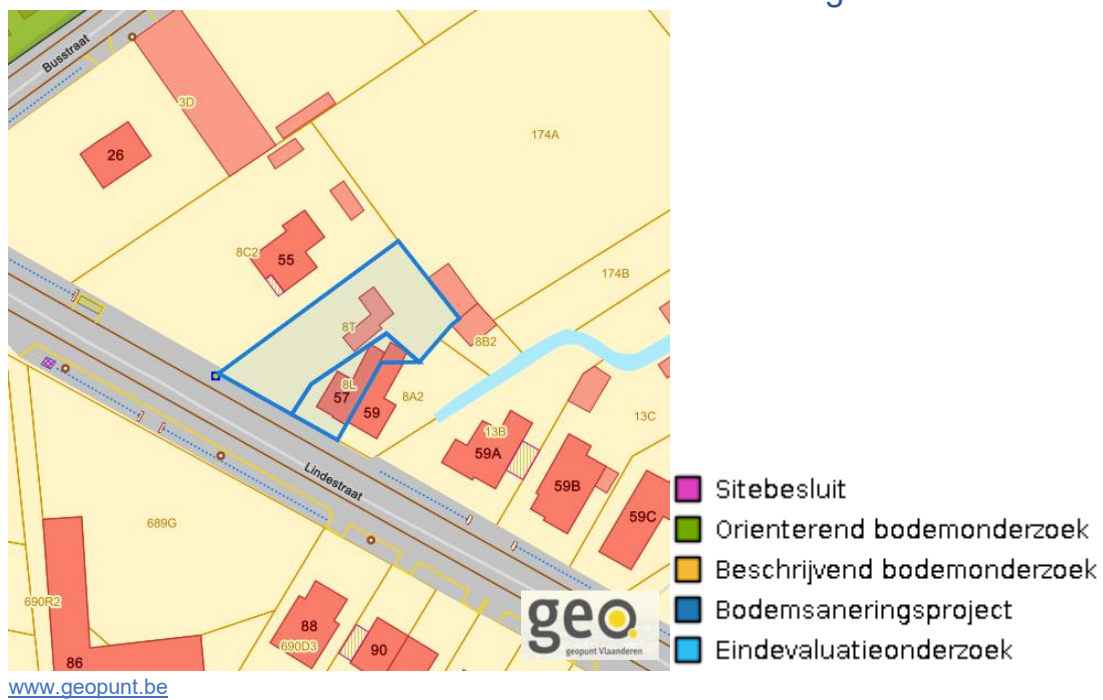 Busstraat
3D
26
174A
8C2
55
174B
8T
8B2
8L
57
59
8A2
13C
13B
59A
59B
59C
Lindestraat
689G
690R2
88
690D3
90
86
geo
geopunt Vlaanderen
Sitebesluit
Orienterend bodemonderzoek
Beschrijvend bodemonderzoek
Bodemsaneringsproject
Eindevaluatieonderzoek
www.geopunt.be